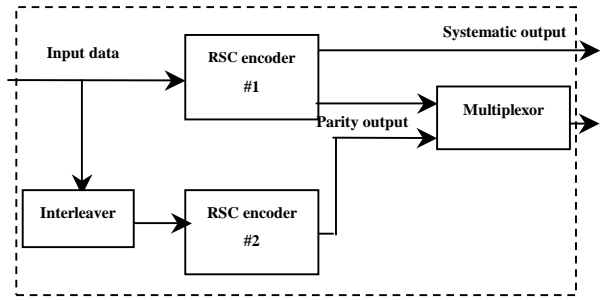 Systematic output
Input data
RSC encoder
#1
Multiplexor
Parity output
Interleaver
RSC encoder
#2